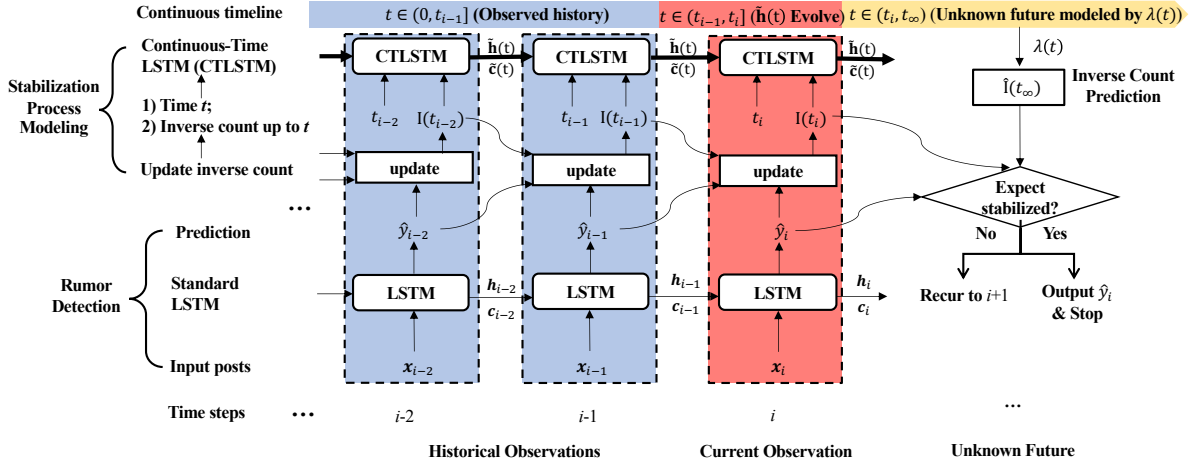 Continuous timeline
t ∈ (0, t_{i−1}] (Observed history)
t ∈ (t_{i−1}, t_i] (h̃(t) Evolve)
t ∈ (t_i, t_∞) (Unknown future modeled by λ(t))
Stabilization
Process
Modeling
Continuous-Time
LSTM (CTLSTM)
1) Time t;
2) Inverse count up to t
Update inverse count
CTLSTM
h̃(t)
c̃(t)
CTLSTM
h̃(t)
c̃(t)
CTLSTM
h̃(t)
c̃(t)
λ(t)
Î(t_∞)
Inverse Count
Prediction
t_{i−2}
I(t_{i−2})
t_{i−1}
I(t_{i−1})
t_i
I(t_i)
update
update
update
Expect
stabilized?
No
Yes
...
Rumor
Detection
Prediction
Standard
LSTM
Input posts
ŷ_{i−2}
ŷ_{i−1}
ŷ_i
LSTM
h_{i−2}
c_{i−2}
LSTM
h_{i−1}
c_{i−1}
LSTM
h_i
c_i
Recur to i+1
Output ŷ_i
& Stop
x_{i−2}
x_{i−1}
x_i
Time steps
...
i-2
i-1
i
...
Historical Observations
Current Observation
Unknown Future